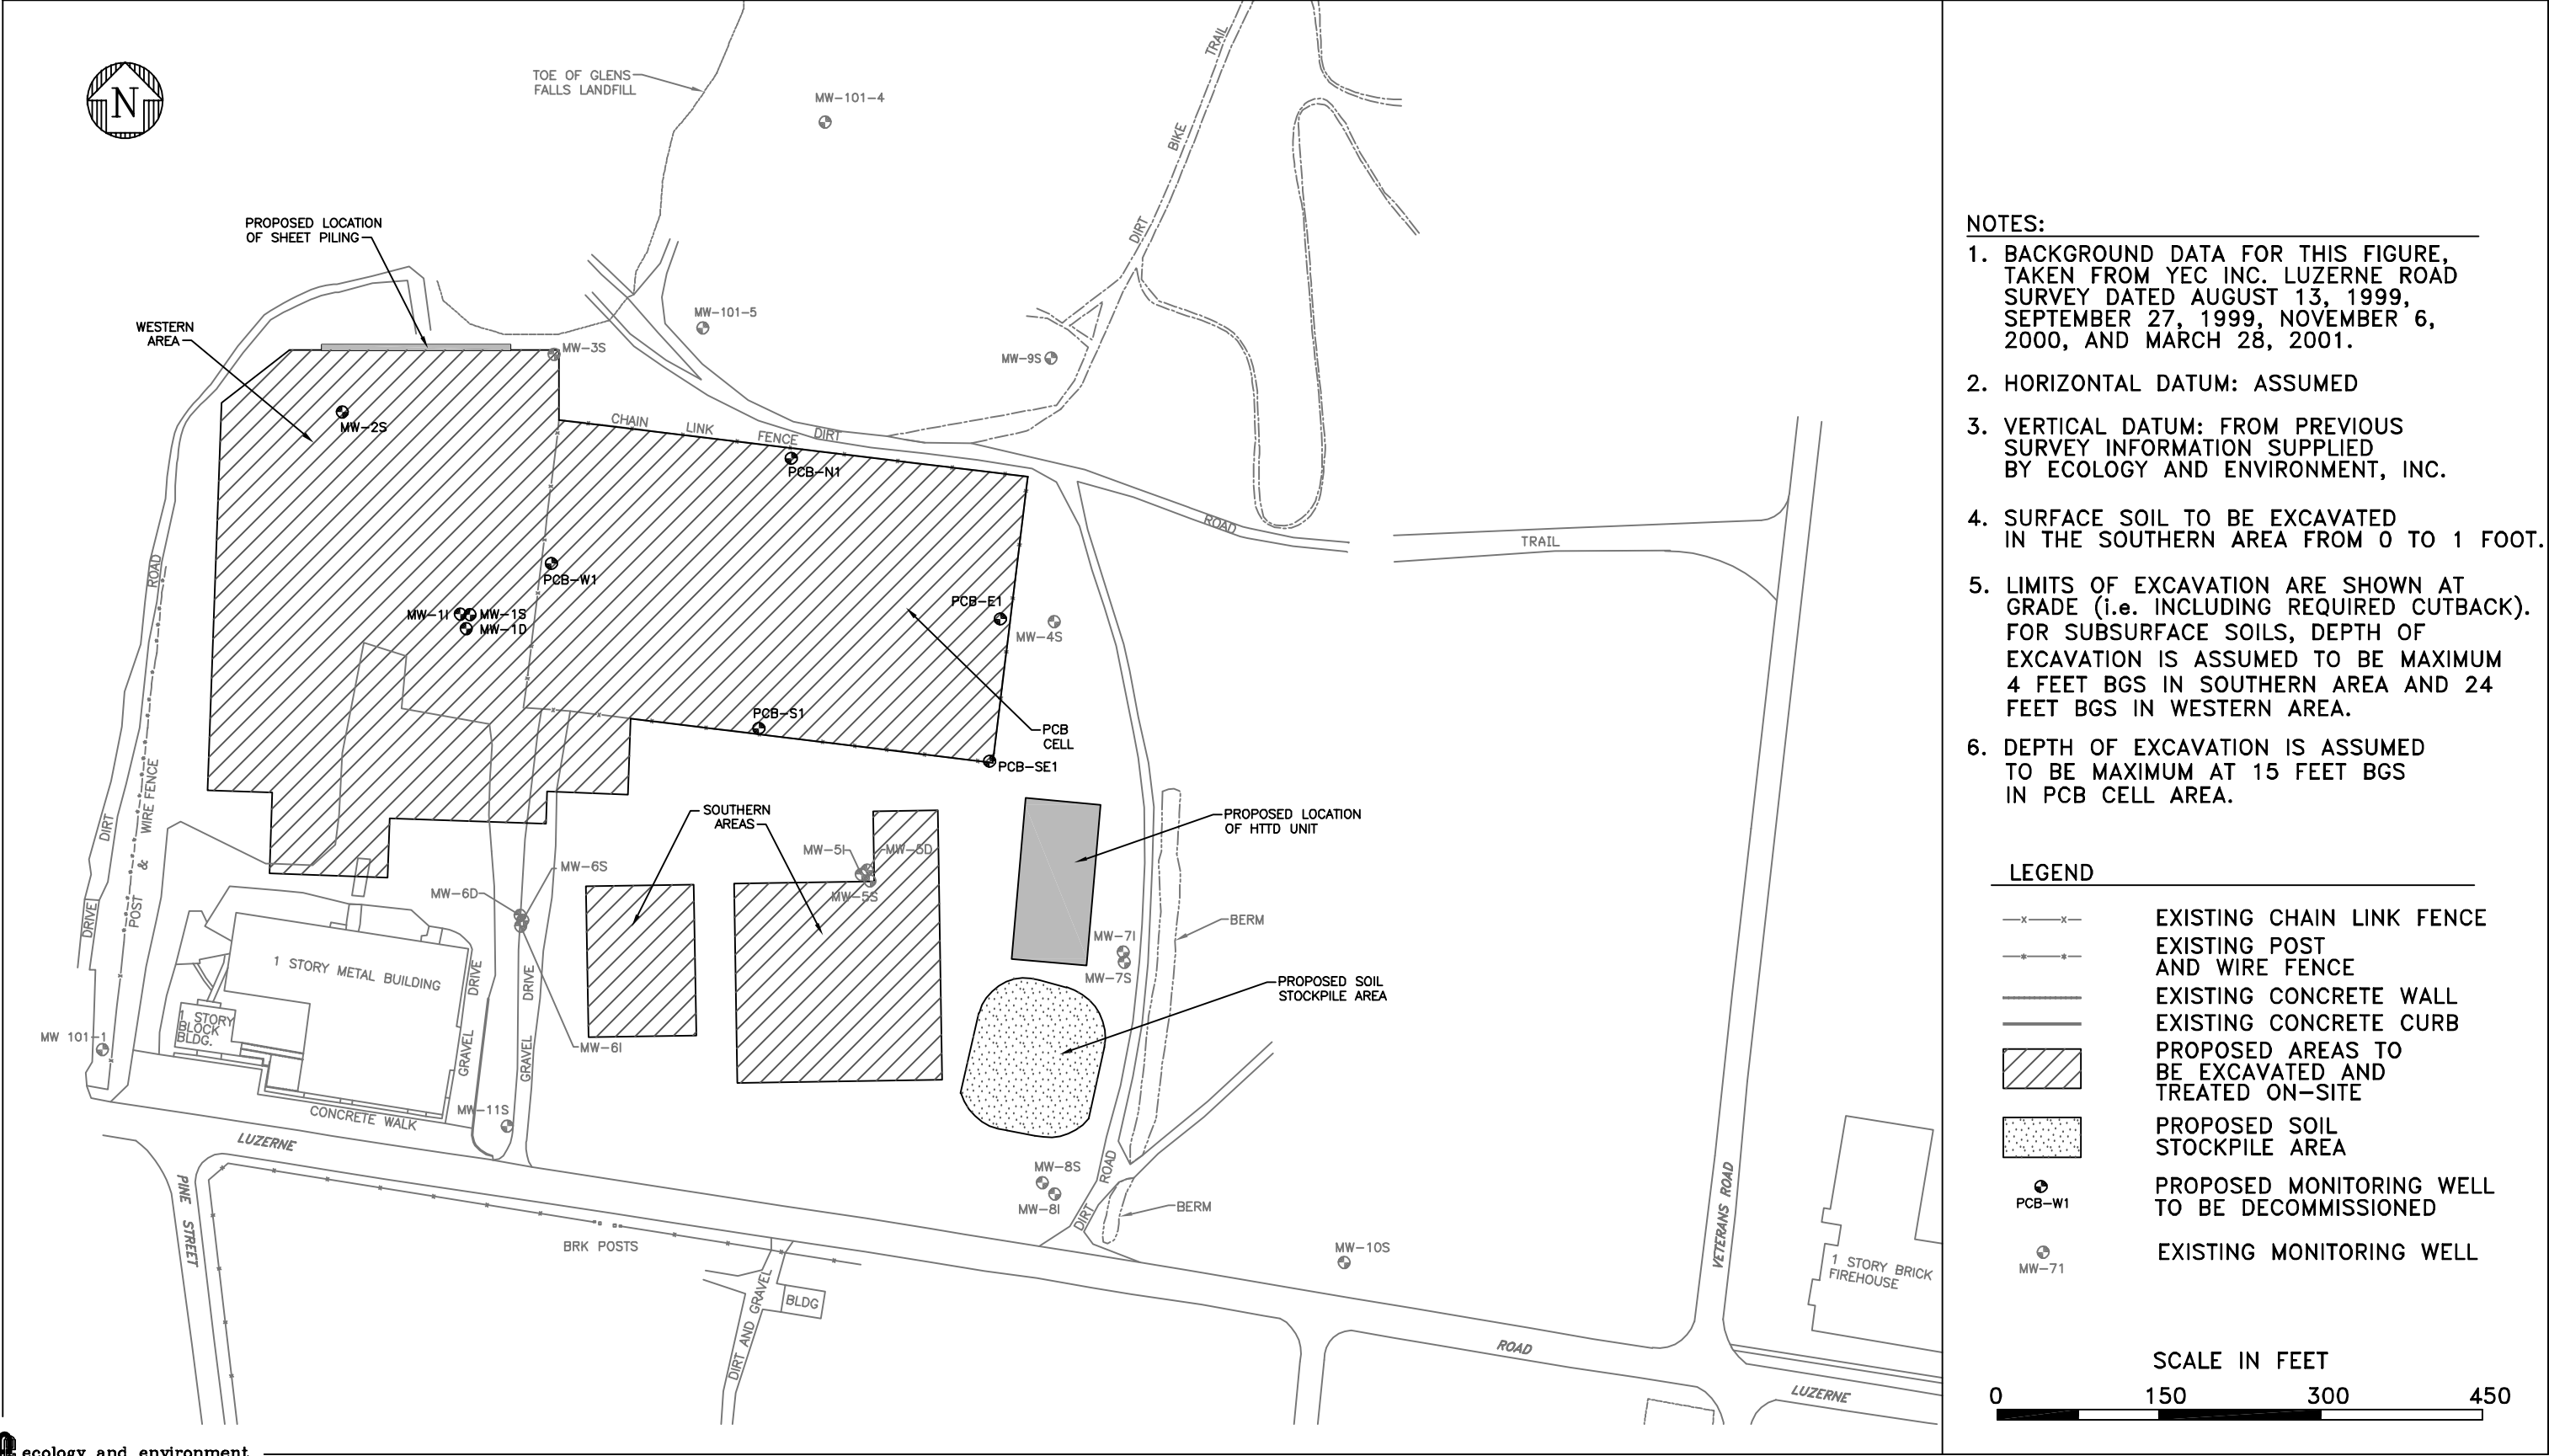 N
TOE OF GLENS
FALLS LANDFILL
MW-101-4
BIKE
TRAIL
DIRT
PROPOSED LOCATION
OF SHEET PILING
WESTERN
AREA
MW-101-5
MW-3S
MW-9S
MW-2S
CHAIN LINK FENCE
DIRT
PCB-N1
ROAD
TRAIL
ROAD
PCB-W1
MW-1I
MW-1S
MW-1D
PCB-E1
MW-4S
PCB-S1
PCB
CELL
PCB-SE1
DIRT
DRIVE
POST & WIRE FENCE
SOUTHERN
AREAS
PROPOSED LOCATION
OF HTTD UNIT
MW-5I
MW-5D
MW-5S
MW-6S
MW-6D
MW-6I
BERM
MW-7I
MW-7S
PROPOSED SOIL
STOCKPILE AREA
1 STORY METAL BUILDING
1 STORY
BLOCK
BLDG.
GRAVEL DRIVE
GRAVEL DRIVE
MW 101-1
CONCRETE WALK
MW-11S
LUZERNE
PINE STREET
BRK POSTS
MW-8S
MW-8I
DIRT ROAD
BERM
MW-10S
DIRT AND GRAVEL
BLDG
VETERANS ROAD
1 STORY BRICK
FIREHOUSE
ROAD
LUZERNE
NOTES:
1. BACKGROUND DATA FOR THIS FIGURE,
TAKEN FROM YEC INC. LUZERNE ROAD
SURVEY DATED AUGUST 13, 1999,
SEPTEMBER 27, 1999, NOVEMBER 6,
2000, AND MARCH 28, 2001.
2. HORIZONTAL DATUM: ASSUMED
3. VERTICAL DATUM: FROM PREVIOUS
SURVEY INFORMATION SUPPLIED
BY ECOLOGY AND ENVIRONMENT, INC.
4. SURFACE SOIL TO BE EXCAVATED
IN THE SOUTHERN AREA FROM 0 TO 1 FOOT.
5. LIMITS OF EXCAVATION ARE SHOWN AT
GRADE (i.e. INCLUDING REQUIRED CUTBACK).
FOR SUBSURFACE SOILS, DEPTH OF
EXCAVATION IS ASSUMED TO BE MAXIMUM
4 FEET BGS IN SOUTHERN AREA AND 24
FEET BGS IN WESTERN AREA.
6. DEPTH OF EXCAVATION IS ASSUMED
TO BE MAXIMUM AT 15 FEET BGS
IN PCB CELL AREA.
LEGEND
EXISTING CHAIN LINK FENCE
EXISTING POST
AND WIRE FENCE
EXISTING CONCRETE WALL
EXISTING CONCRETE CURB
PROPOSED AREAS TO
BE EXCAVATED AND
TREATED ON-SITE
PROPOSED SOIL
STOCKPILE AREA
PCB-W1
PROPOSED MONITORING WELL
TO BE DECOMMISSIONED
MW-71
EXISTING MONITORING WELL
SCALE IN FEET
0 150 300 450
ecology and environment